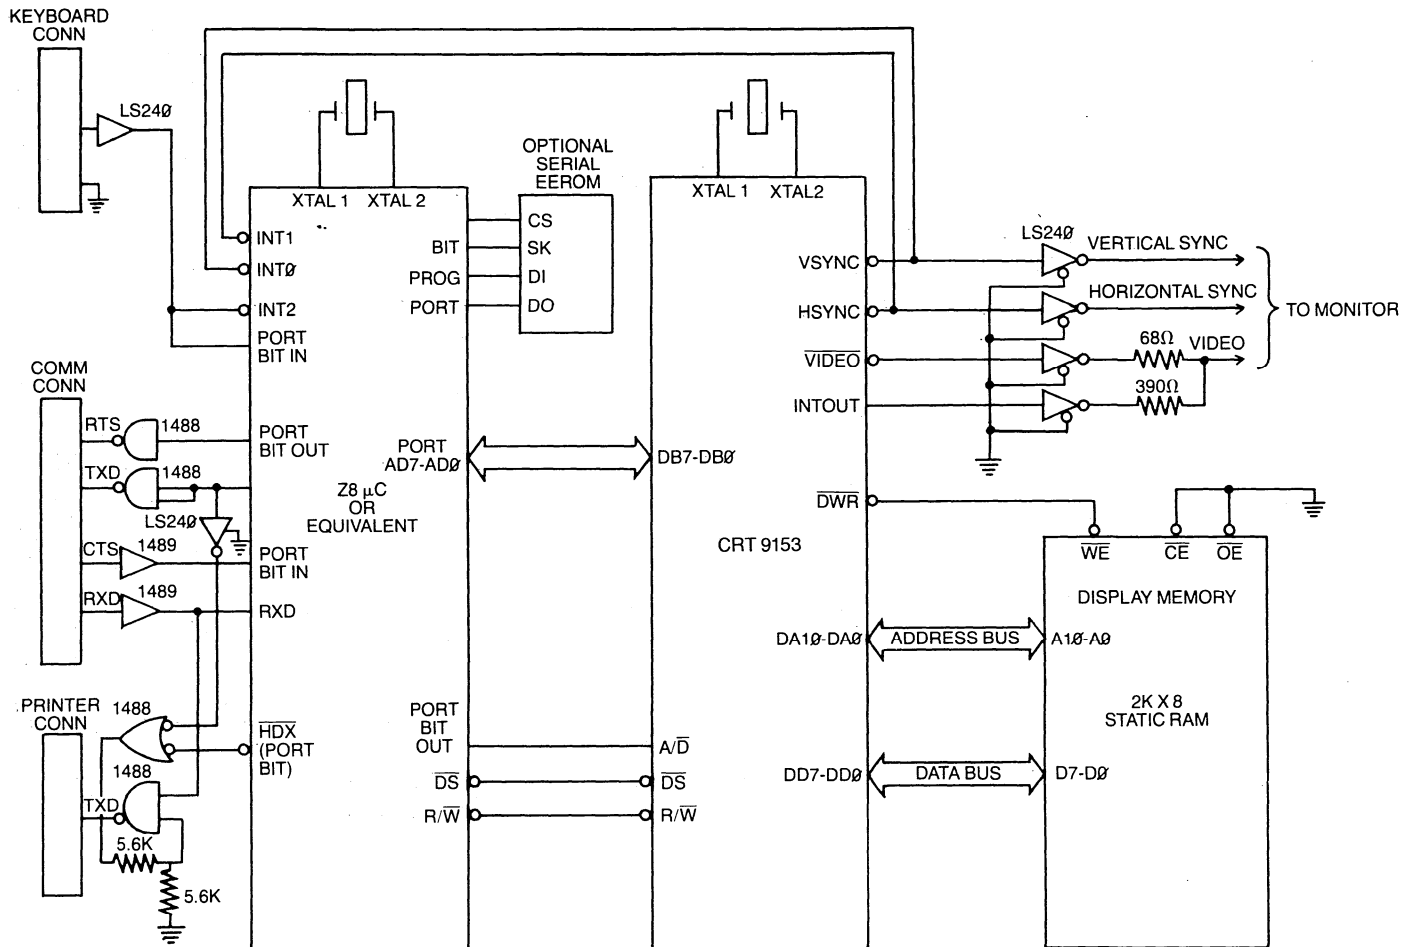 KEYBOARD
CONN
LS240
XTAL 1
XTAL 2
OPTIONAL
SERIAL
EEROM
CS
SK
DI
DO
BIT
PROG
PORT
INT1
INT0
INT2
PORT
BIT IN
COMM
CONN
RTS
1488
TXD
1488
LS240
CTS
1489
RXD
1489
PORT
BIT OUT
PORT
BIT IN
RXD
PORT
AD7-AD0
Z8 μC
OR
EQUIVALENT
PRINTER
CONN
1488
1488
TXD
5.6K
5.6K
HDX
(PORT
BIT)
PORT
BIT
OUT
DS
R/W
XTAL 1
XTAL2
VSYNC
HSYNC
VIDEO
INTOUT
DB7-DB0
DWR
CRT 9153
DA10-DA0
DD7-DD0
A/D
DS
R/W
LS240
VERTICAL SYNC
HORIZONTAL SYNC
68Ω
VIDEO
390Ω
TO MONITOR
WE
CE
OE
DISPLAY MEMORY
ADDRESS BUS
A10-A0
2K X 8
STATIC RAM
DATA BUS
D7-D0